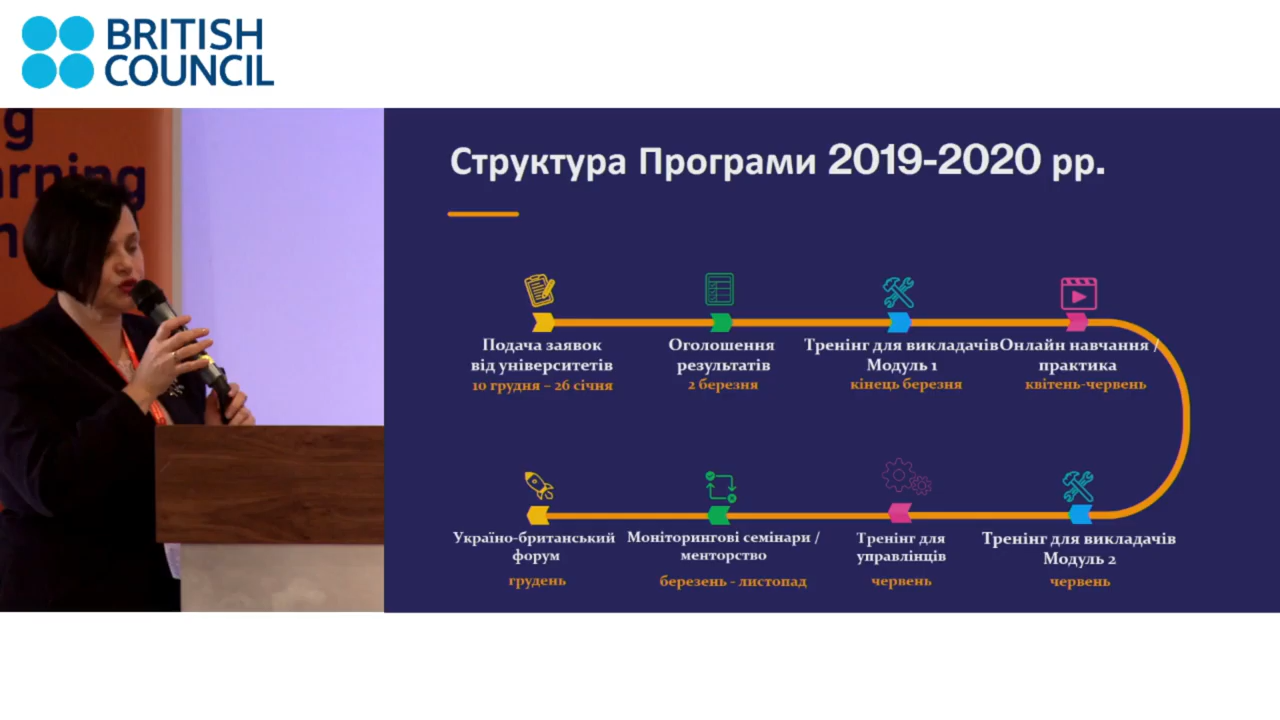 BRITISH
COUNCIL
Структура Програми 2019-2020 рр.
Подача заявок
від університетів
10 грудня – 26 січня
Оголошення
результатів
2 березня
Тренінг для викладачів
Модуль 1
кінець березня
Онлайн навчання /
практика
квітень-червень
Україно-британський
форум
грудень
Моніторингові семінари /
менторство
березень - листопад
Тренінг для
управлінців
червень
Тренінг для викладачів
Модуль 2
червень